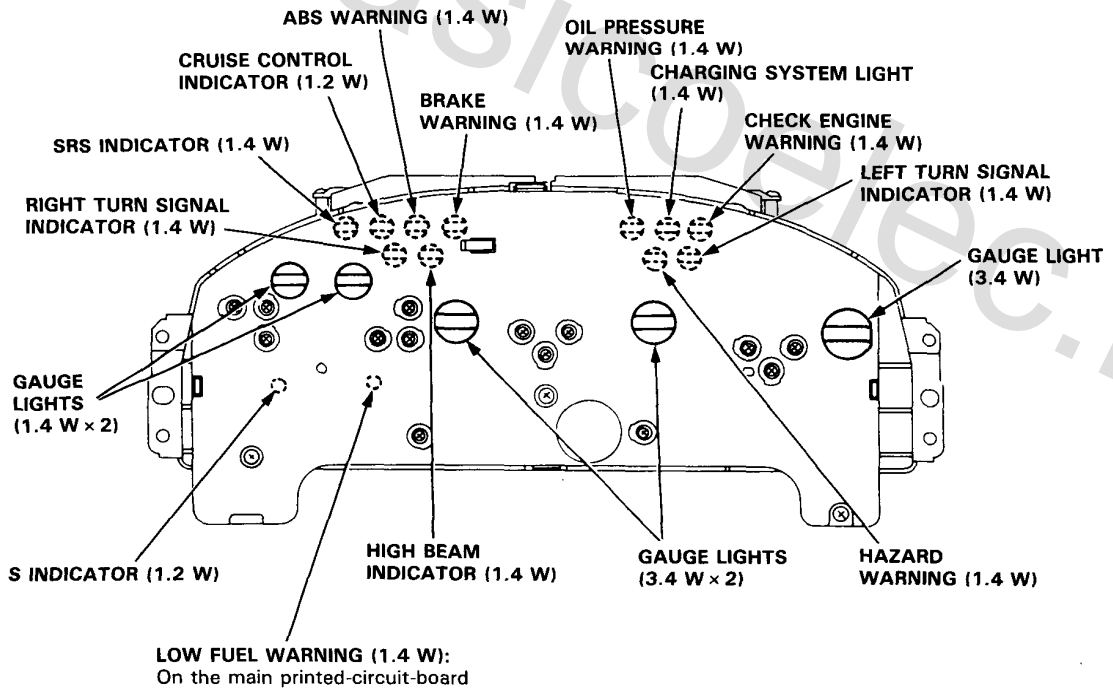 ABS WARNING (1.4 W)
OIL PRESSURE
WARNING (1.4 W)
CRUISE CONTROL
INDICATOR (1.2 W)
CHARGING SYSTEM LIGHT
(1.4 W)
BRAKE
WARNING (1.4 W)
CHECK ENGINE
WARNING (1.4 W)
SRS INDICATOR (1.4 W)
LEFT TURN SIGNAL
INDICATOR (1.4 W)
RIGHT TURN SIGNAL
INDICATOR (1.4 W)
GAUGE LIGHT
(3.4 W)
GAUGE
LIGHTS
(1.4 W × 2)
S INDICATOR (1.2 W)
HIGH BEAM
INDICATOR (1.4 W)
GAUGE LIGHTS
(3.4 W × 2)
HAZARD
WARNING (1.4 W)
LOW FUEL WARNING (1.4 W):
On the main printed-circuit-board